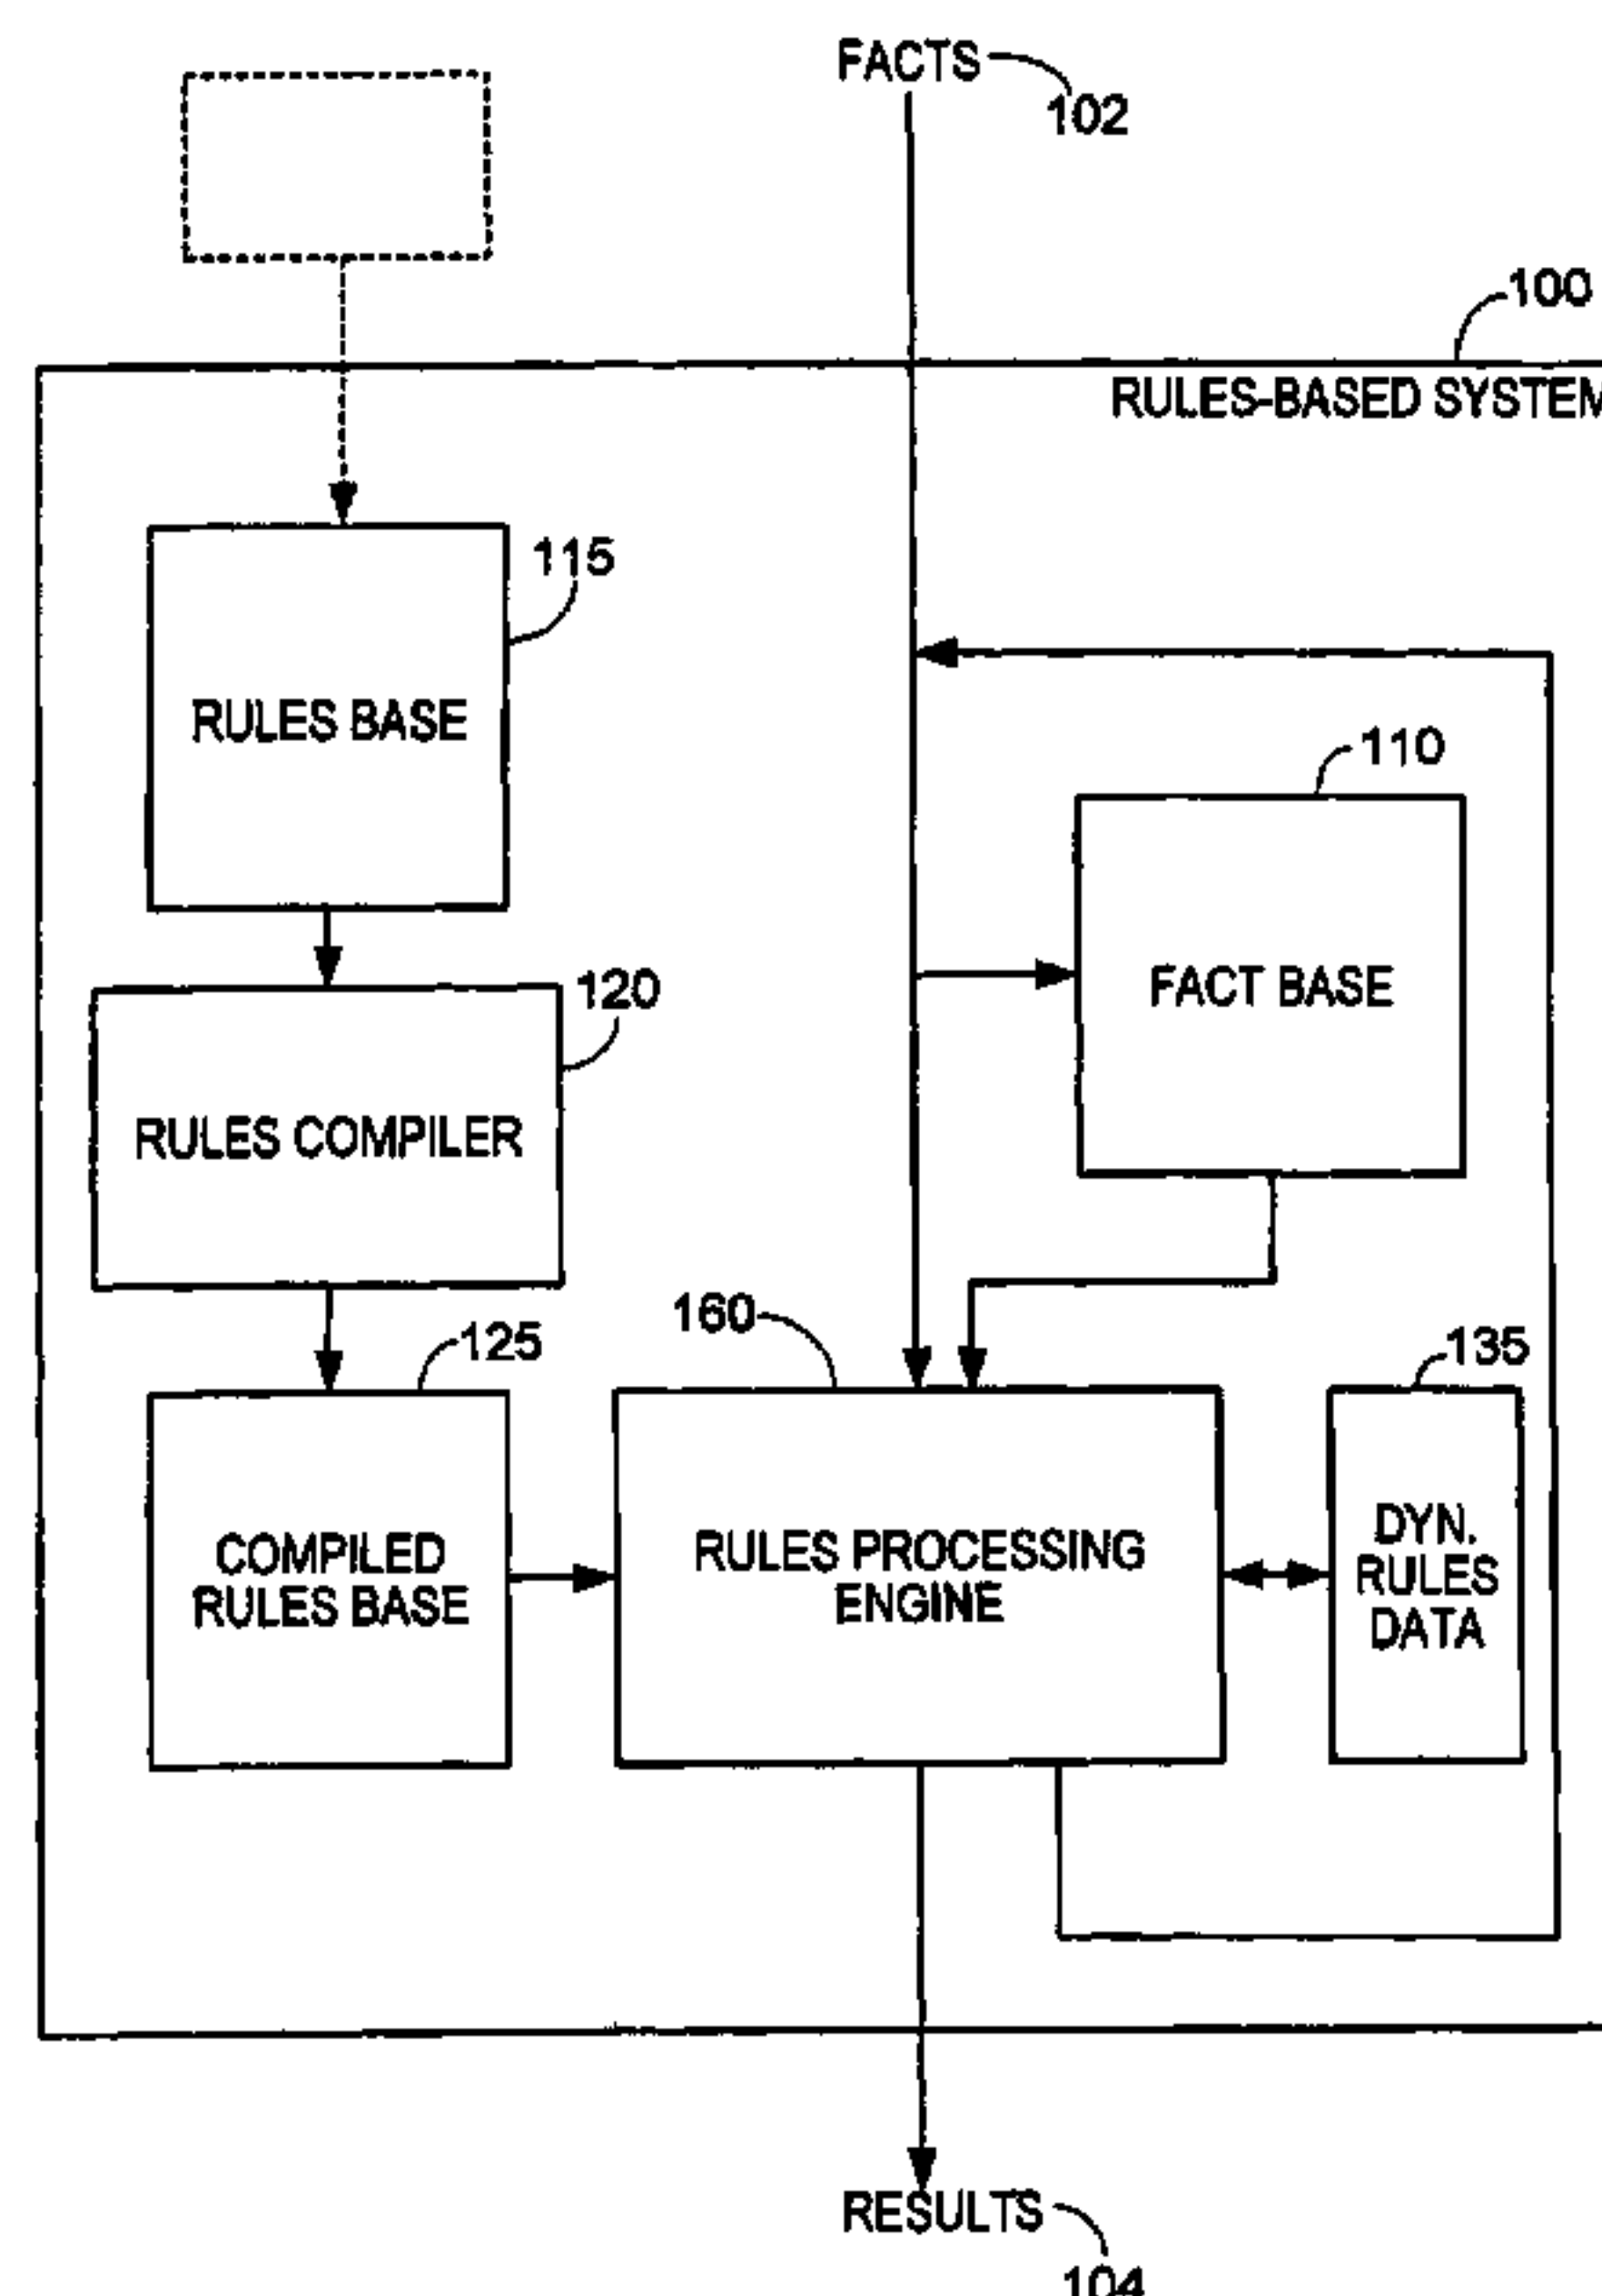 FACTS
102
100
RULES-BASED SYSTEM
115
RULES BASE
110
FACT BASE
120
RULES COMPILER
160
125
135
COMPILED
RULES BASE
RULES PROCESSING
ENGINE
DYN.
RULES
DATA
RESULTS
104